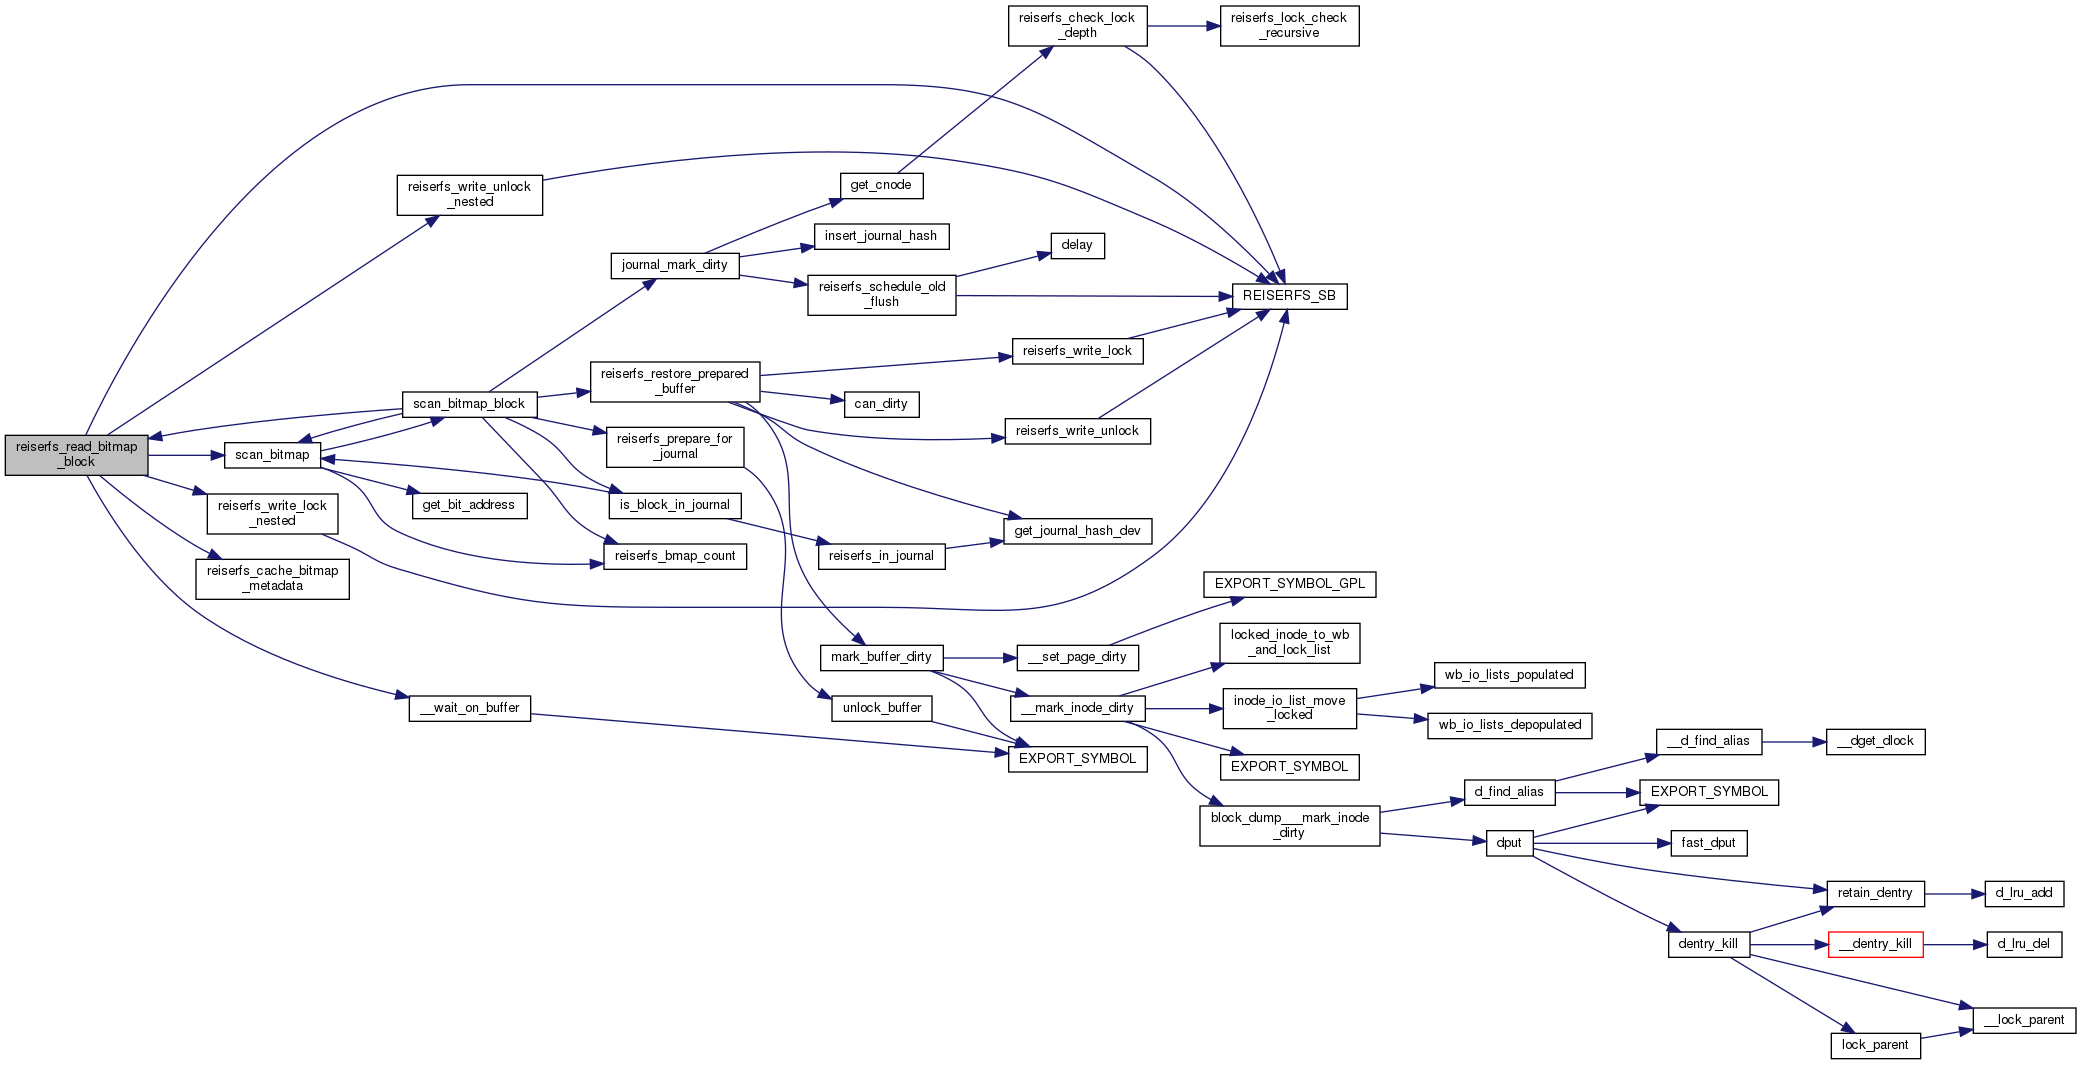 reiserfs_check_lock
_depth
reiserfs_lock_check
_recursive
reiserfs_write_unlock
_nested
get_cnode
insert_journal_hash
delay
journal_mark_dirty
reiserfs_schedule_old
_flush
REISERFS_SB
reiserfs_write_lock
reiserfs_restore_prepared
_buffer
can_dirty
scan_bitmap_block
reiserfs_write_unlock
reiserfs_read_bitmap
_block
scan_bitmap
reiserfs_prepare_for
_journal
reiserfs_write_lock
_nested
get_bit_address
is_block_in_journal
get_journal_hash_dev
reiserfs_bmap_count
reiserfs_in_journal
reiserfs_cache_bitmap
_metadata
EXPORT_SYMBOL_GPL
locked_inode_to_wb
_and_lock_list
mark_buffer_dirty
__set_page_dirty
wb_io_lists_populated
__wait_on_buffer
unlock_buffer
__mark_inode_dirty
inode_io_list_move
_locked
wb_io_lists_depopulated
EXPORT_SYMBOL
EXPORT_SYMBOL
__d_find_alias
__dget_dlock
d_find_alias
EXPORT_SYMBOL
block_dump___mark_inode
_dirty
dput
fast_dput
retain_dentry
d_lru_add
dentry_kill
__dentry_kill
d_lru_del
__lock_parent
lock_parent